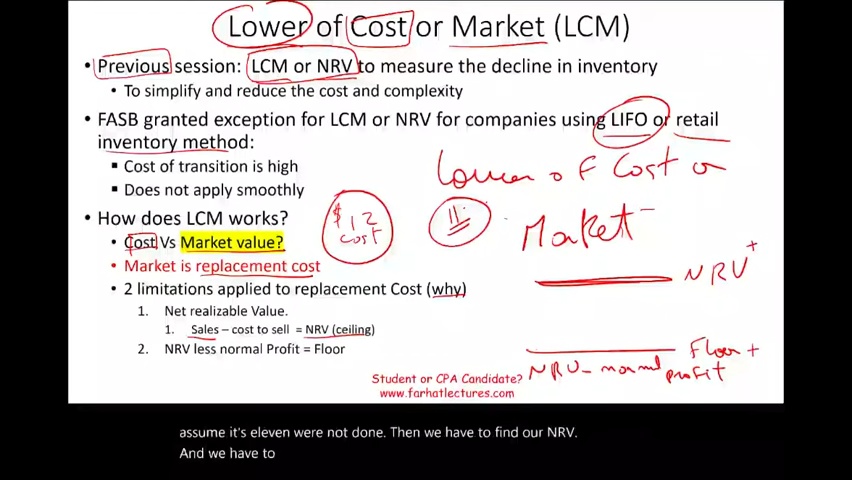 Lower of Cost or Market (LCM)
• Previous session: LCM or NRV to measure the decline in inventory
• To simplify and reduce the cost and complexity
• FASB granted exception for LCM or NRV for companies using LIFO or retail
inventory method:
▪ Cost of transition is high
▪ Does not apply smoothly
Lower of Cost or
Market
• How does LCM works?
$12
cost
11
• Cost Vs Market value?
• Market is replacement cost
NRV +
• 2 limitations applied to replacement Cost (why)
1. Net realizable Value.
1. Sales – cost to sell = NRV (ceiling)
2. NRV less normal Profit = Floor
Floor +
NRV - normal profit
Student or CPA Candidate?
www.farhatlectures.com
assume it's eleven were not done. Then we have to find our NRV.
And we have to